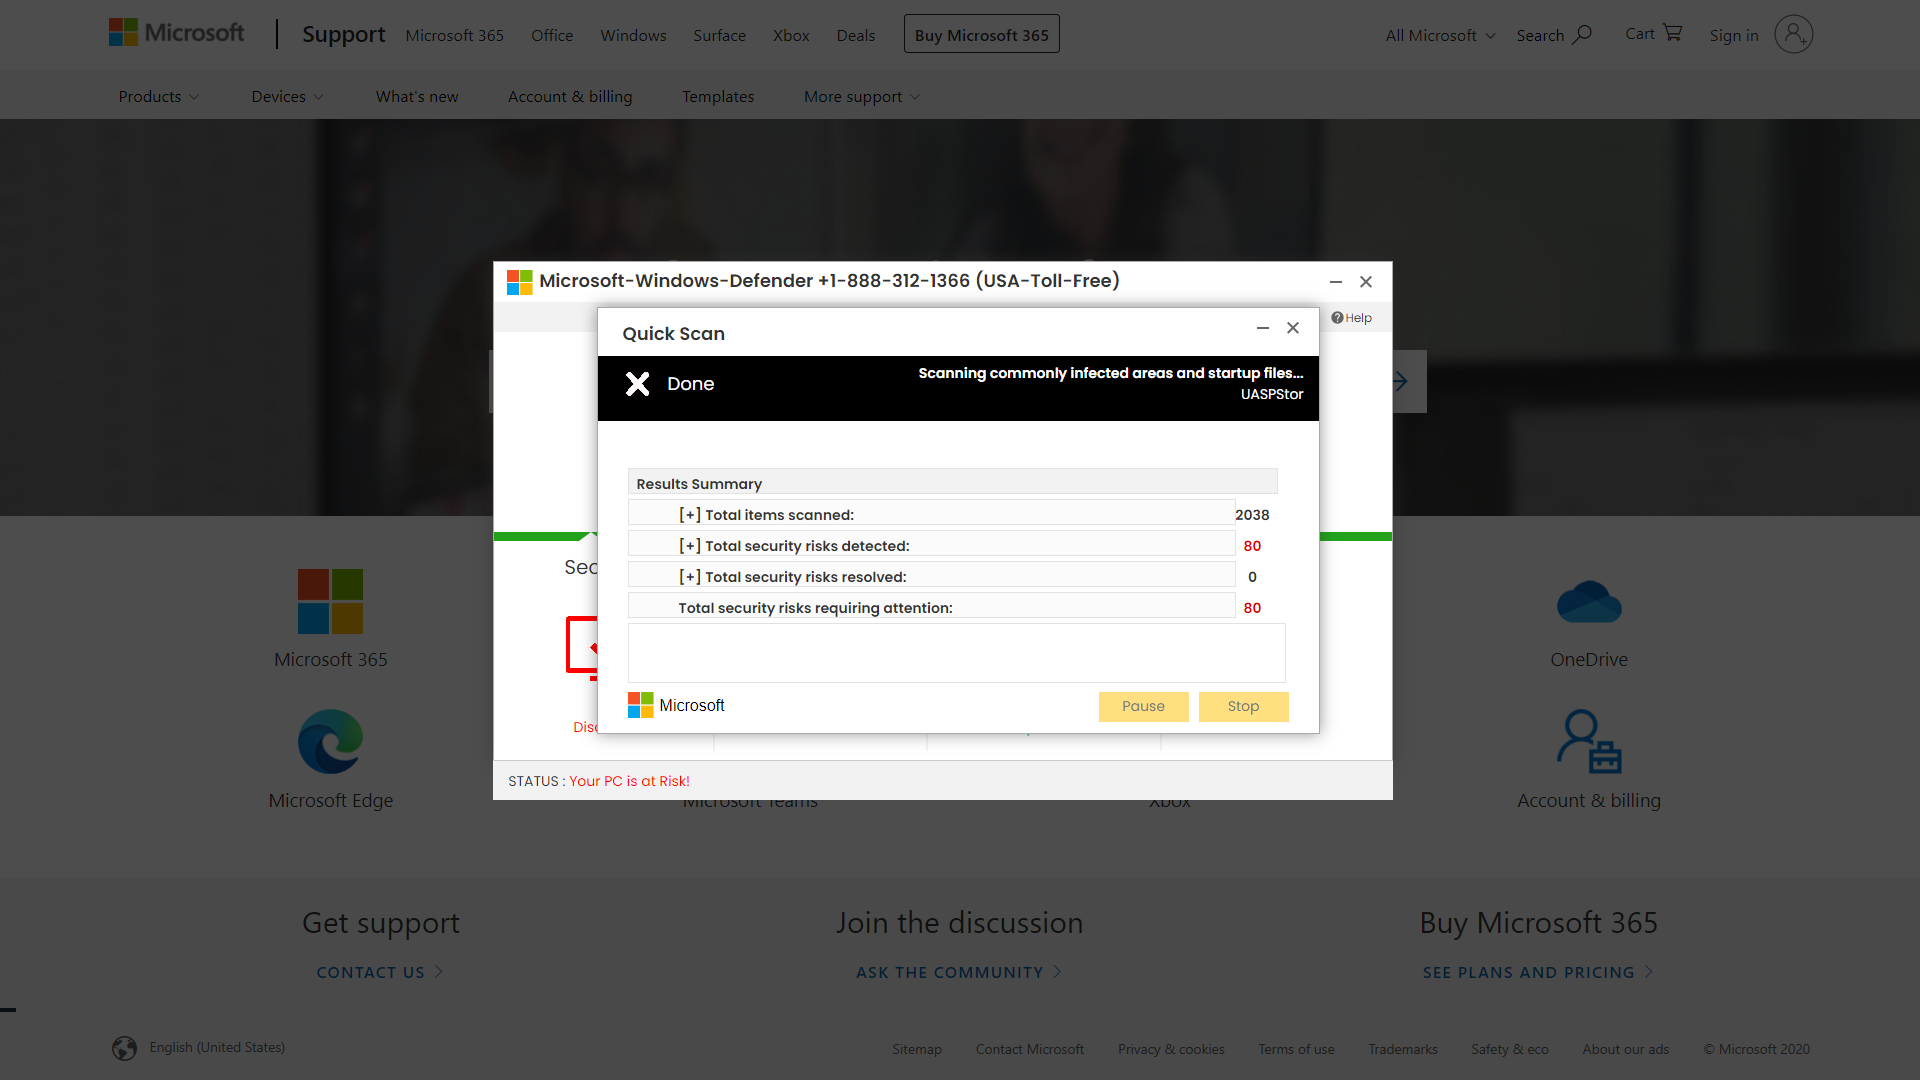 Microsoft
Support
Microsoft 365
Office
Windows
Surface
Xbox
Deals
Buy Microsoft 365
All Microsoft
Search
Cart
Sign in
Products
Devices
What's new
Account & billing
Templates
More support
Microsoft-Windows-Defender +1-888-312-1366 (USA-Toll-Free)
Help
Quick Scan
Done
Scanning commonly infected areas and startup files...
UASPStor
Results Summary
[+] Total items scanned: 2038
[+] Total security risks detected: 80
[+] Total security risks resolved: 0
Total security risks requiring attention: 80
Microsoft
Pause
Stop
Sec
Disc
STATUS : Your PC is at Risk!
Microsoft 365
OneDrive
Microsoft Edge
Microsoft Teams
Xbox
Account & billing
Get support
Join the discussion
Buy Microsoft 365
CONTACT US
ASK THE COMMUNITY
SEE PLANS AND PRICING
English (United States)
Sitemap
Contact Microsoft
Privacy & cookies
Terms of use
Trademarks
Safety & eco
About our ads
© Microsoft 2020